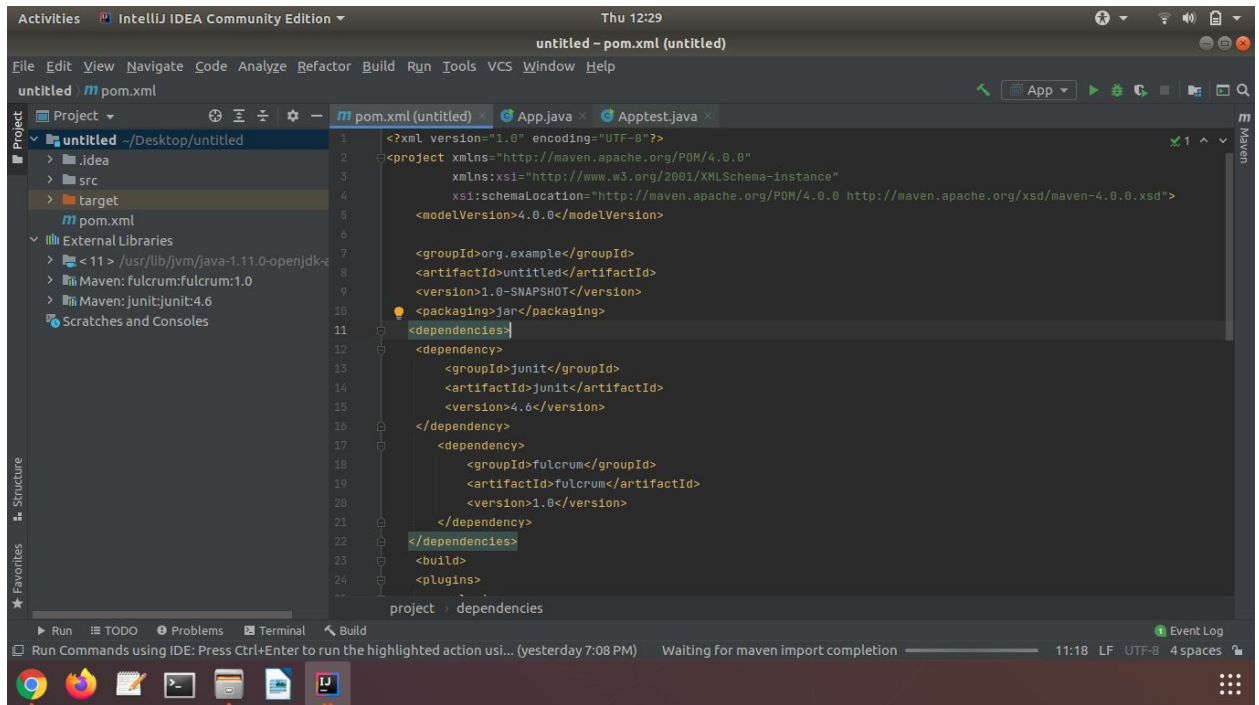 Activities IntelliJ IDEA Community Edition Thu 12:29
untitled – pom.xml (untitled)
File Edit View Navigate Code Analyze Refactor Build Run Tools VCS Window Help
untitled pom.xml App
Project pom.xml (untitled) App.java Apptest.java
Project
Maven
untitled ~/Desktop/untitled
.idea
src
target
pom.xml
External Libraries
< 11 > /usr/lib/jvm/java-1.11.0-openjdk-a
Maven: fulcrum:fulcrum:1.0
Maven: junit:junit:4.6
Scratches and Consoles
1 <?xml version="1.0" encoding="UTF-8"?> 1
2 <project xmlns="http://maven.apache.org/POM/4.0.0"
3 xmlns:xsi="http://www.w3.org/2001/XMLSchema-instance"
4 xsi:schemaLocation="http://maven.apache.org/POM/4.0.0 http://maven.apache.org/xsd/maven-4.0.0.xsd">
5 <modelVersion>4.0.0</modelVersion>
6
7 <groupId>org.example</groupId>
8 <artifactId>untitled</artifactId>
9 <version>1.0-SNAPSHOT</version>
10 <packaging>jar</packaging>
11 <dependencies>
12 <dependency>
13 <groupId>junit</groupId>
14 <artifactId>junit</artifactId>
15 <version>4.6</version>
16 </dependency>
17 <dependency>
18 <groupId>fulcrum</groupId>
19 <artifactId>fulcrum</artifactId>
20 <version>1.0</version>
21 </dependency>
22 </dependencies>
23 <build>
24 <plugins>
Structure
Favorites
project dependencies
Run TODO Problems Terminal Build 1 Event Log
Run Commands using IDE: Press Ctrl+Enter to run the highlighted action usi... (yesterday 7:08 PM) Waiting for maven import completion 11:18 LF UTF-8 4 spaces